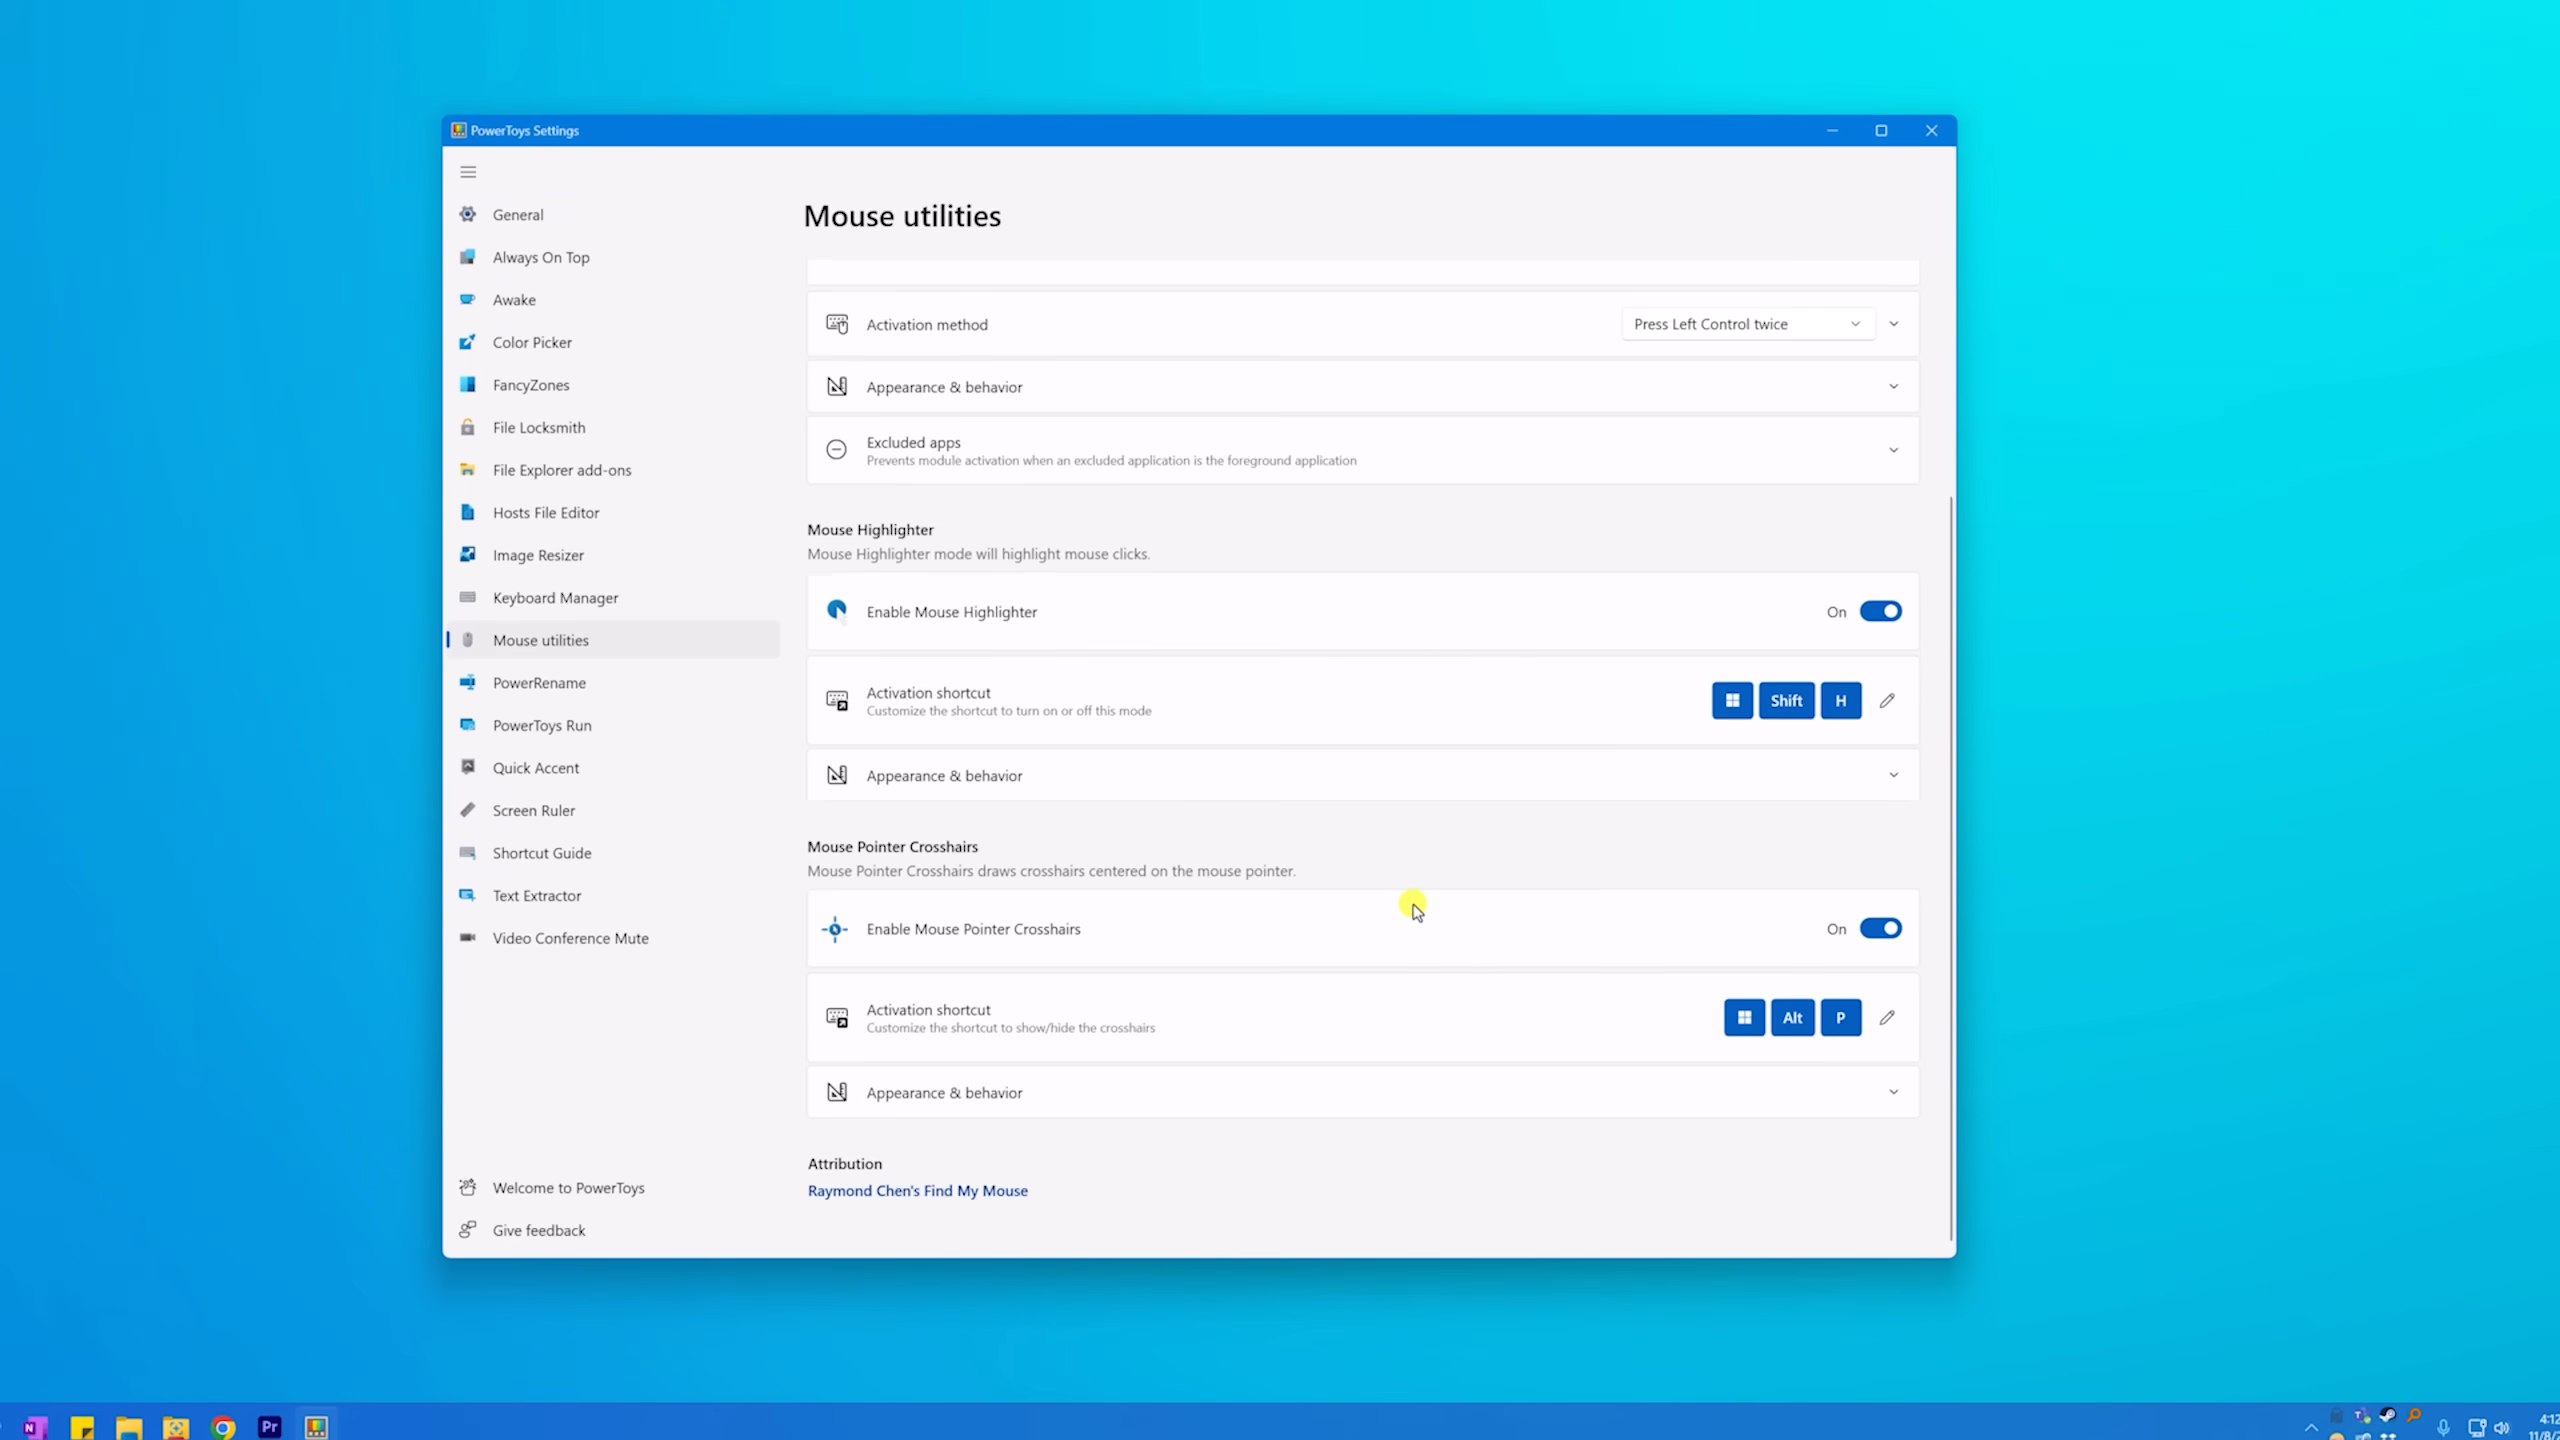 PowerToys Settings
General
Always On Top
Awake
Color Picker
FancyZones
File Locksmith
File Explorer add-ons
Hosts File Editor
Image Resizer
Keyboard Manager
Mouse utilities
PowerRename
PowerToys Run
Quick Accent
Screen Ruler
Shortcut Guide
Text Extractor
Video Conference Mute
Welcome to PowerToys
Give feedback
Mouse utilities
Activation method
Press Left Control twice
Appearance & behavior
Excluded apps
Prevents module activation when an excluded application is the foreground application
Mouse Highlighter
Mouse Highlighter mode will highlight mouse clicks.
Enable Mouse Highlighter
On
Activation shortcut
Customize the shortcut to turn on or off this mode
Shift H
Appearance & behavior
Mouse Pointer Crosshairs
Mouse Pointer Crosshairs draws crosshairs centered on the mouse pointer.
Enable Mouse Pointer Crosshairs
On
Activation shortcut
Customize the shortcut to show/hide the crosshairs
Alt P
Appearance & behavior
Attribution
Raymond Chen's Find My Mouse
N
Pr
4:12
11/8/2